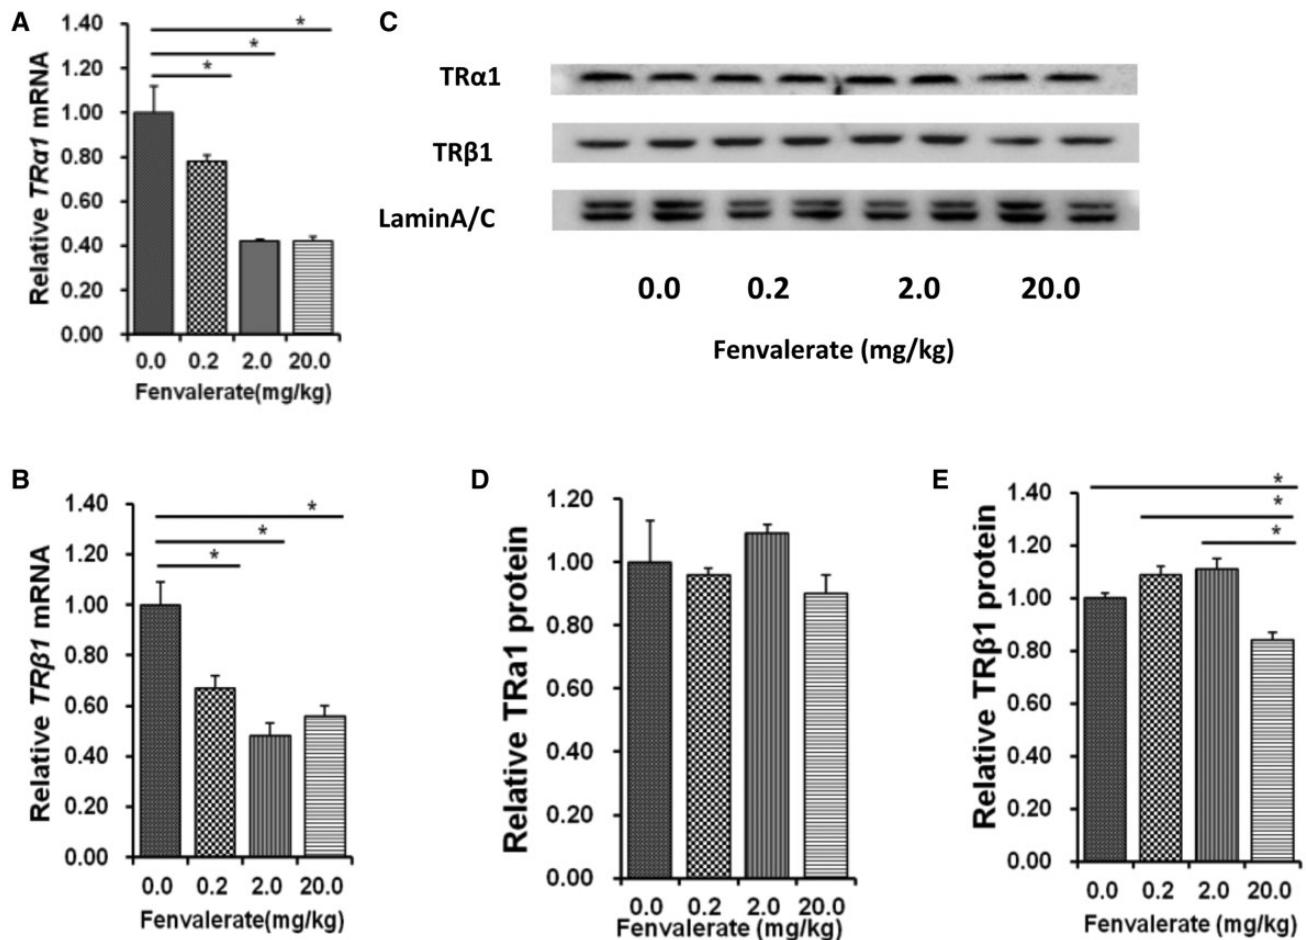 A
Relative TRα1 mRNA
1.40
1.20
1.00
0.80
0.60
0.40
0.20
0.00
*
*
*
0.0 0.2 2.0 20.0
Fenvalerate(mg/kg)
C
TRα1
TRβ1
LaminA/C
0.0 0.2 2.0 20.0
Fenvalerate (mg/kg)
B
Relative TRβ1 mRNA
1.40
1.20
1.00
0.80
0.60
0.40
0.20
0.00
*
*
*
0.0 0.2 2.0 20.0
Fenvalerate(mg/kg)
D
Relative TRa1 protein
1.20
1.00
0.80
0.60
0.40
0.20
0.00
0.0 0.2 2.0 20.0
Fenvalerate (mg/kg)
E
Relative TRβ1 protein
1.40
1.20
1.00
0.80
0.60
0.40
0.20
0.00
*
*
*
0.0 0.2 2.0 20.0
Fenvalerate (mg/kg)